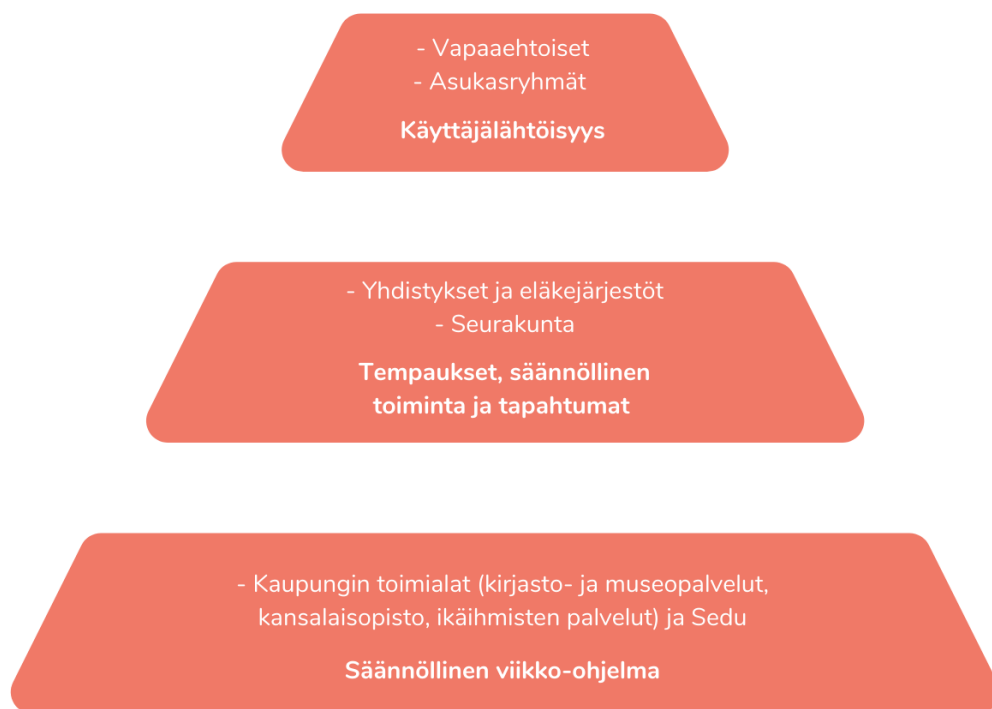 - Vapaaehtoiset
- Asukasryhmät
Käyttäjälähtöisyys
- Yhdistykset ja eläkejärjestöt
- Seurakunta
Tempaukset, säännöllinen
toiminta ja tapahtumat
- Kaupungin toimialat (kirjasto- ja museopalvelut,
kansalaisopisto, ikäihmisten palvelut) ja Sedu
Säännöllinen viikko-ohjelma